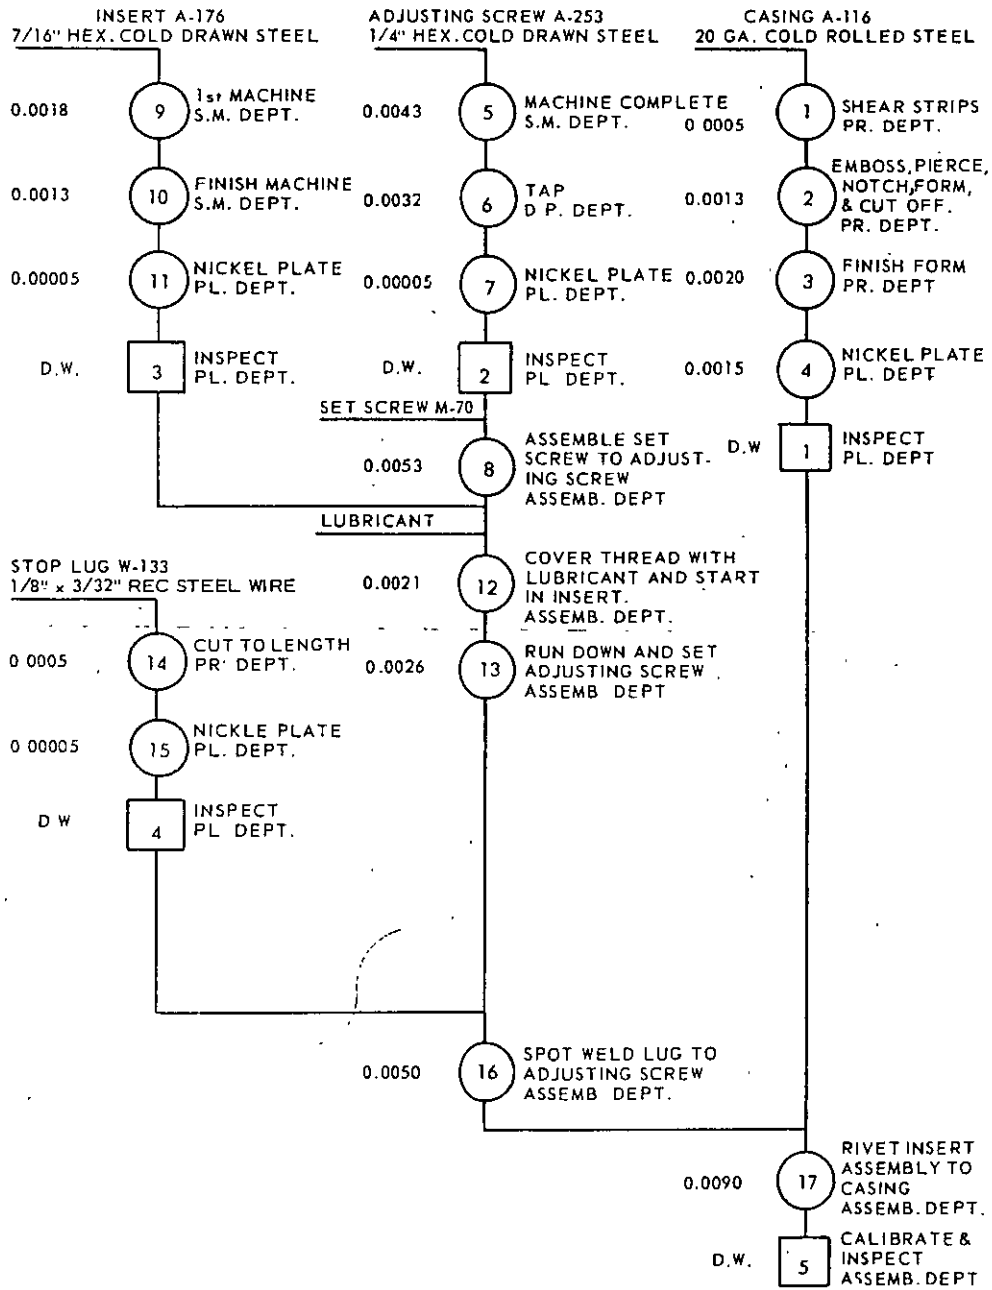 INSERT A-176
7/16" HEX. COLD DRAWN STEEL
ADJUSTING SCREW A-253
1/4" HEX. COLD DRAWN STEEL
CASING A-116
20 GA. COLD ROLLED STEEL
0.0018
9
1st MACHINE
S.M. DEPT.
0.0043
5
MACHINE COMPLETE
S.M. DEPT.
0 0005
1
SHEAR STRIPS
PR. DEPT.
0.0013
10
FINISH MACHINE
S.M. DEPT.
0.0032
6
TAP
D P. DEPT.
0.0013
2
EMBOSS, PIERCE,
NOTCH, FORM,
& CUT OFF.
PR. DEPT.
0.00005
11
NICKEL PLATE
PL. DEPT.
0.00005
7
NICKEL PLATE
PL. DEPT.
0.0020
3
FINISH FORM
PR. DEPT
D.W.
3
INSPECT
PL. DEPT.
D.W.
2
INSPECT
PL DEPT.
0.0015
4
NICKEL PLATE
PL. DEPT
SET SCREW M-70
0.0053
8
ASSEMBLE SET
SCREW TO ADJUST-
ING SCREW
ASSEMB. DEPT
D.W
1
INSPECT
PL. DEPT
LUBRICANT
STOP LUG W-133
1/8" x 3/32" REC STEEL WIRE
0.0021
12
COVER THREAD WITH
LUBRICANT AND START
IN INSERT.
ASSEMB. DEPT.
0 0005
14
CUT TO LENGTH
PR' DEPT.
0.0026
13
RUN DOWN AND SET
ADJUSTING SCREW
ASSEMB DEPT
0 00005
15
NICKLE PLATE
PL. DEPT.
D W
4
INSPECT
PL DEPT.
0.0050
16
SPOT WELD LUG TO
ADJUSTING SCREW
ASSEMB DEPT.
0.0090
17
RIVET INSERT
ASSEMBLY TO
CASING
ASSEMB. DEPT.
D.W.
5
CALIBRATE &
INSPECT
ASSEMB. DEPT